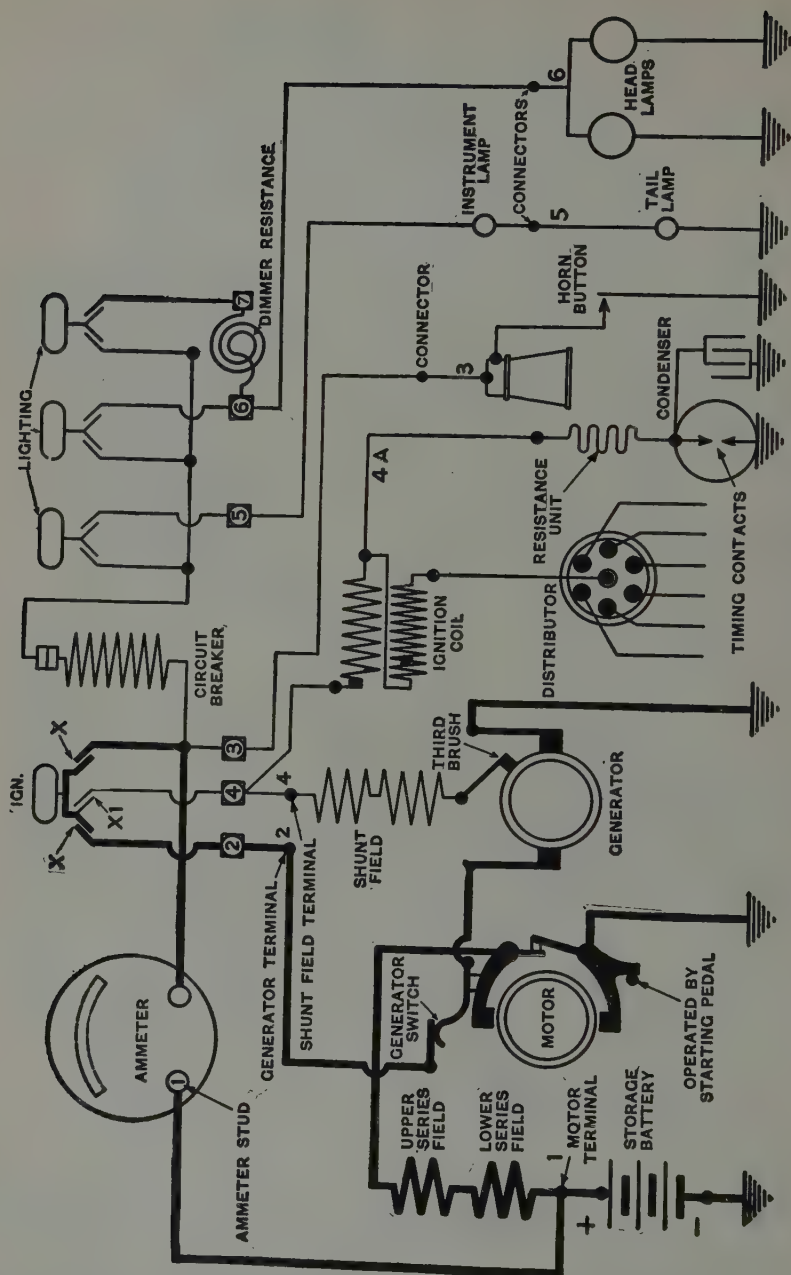 LIGHTING
IGN.
X
X
X1
AMMETER
1
AMMETER STUD
CIRCUIT
BREAKER
2
4
3
5
6
7
DIMMER RESISTANCE
GENERATOR TERMINAL
2
SHUNT FIELD TERMINAL
4
SHUNT
FIELD
4 A
IGNITION
COIL
CONNECTOR
3
INSTRUMENT
LAMP
CONNECTORS
5
6
HEAD
LAMPS
TAIL
LAMP
HORN
BUTTON
CONDENSER
RESISTANCE
UNIT
DISTRIBUTOR
TIMING CONTACTS
THIRD
BRUSH
GENERATOR
GENERATOR
SWITCH
UPPER
SERIES
FIELD
LOWER
SERIES
FIELD
1
MOTOR
TERMINAL
MOTOR
+
STORAGE
BATTERY
-
OPERATED BY
STARTING PEDAL